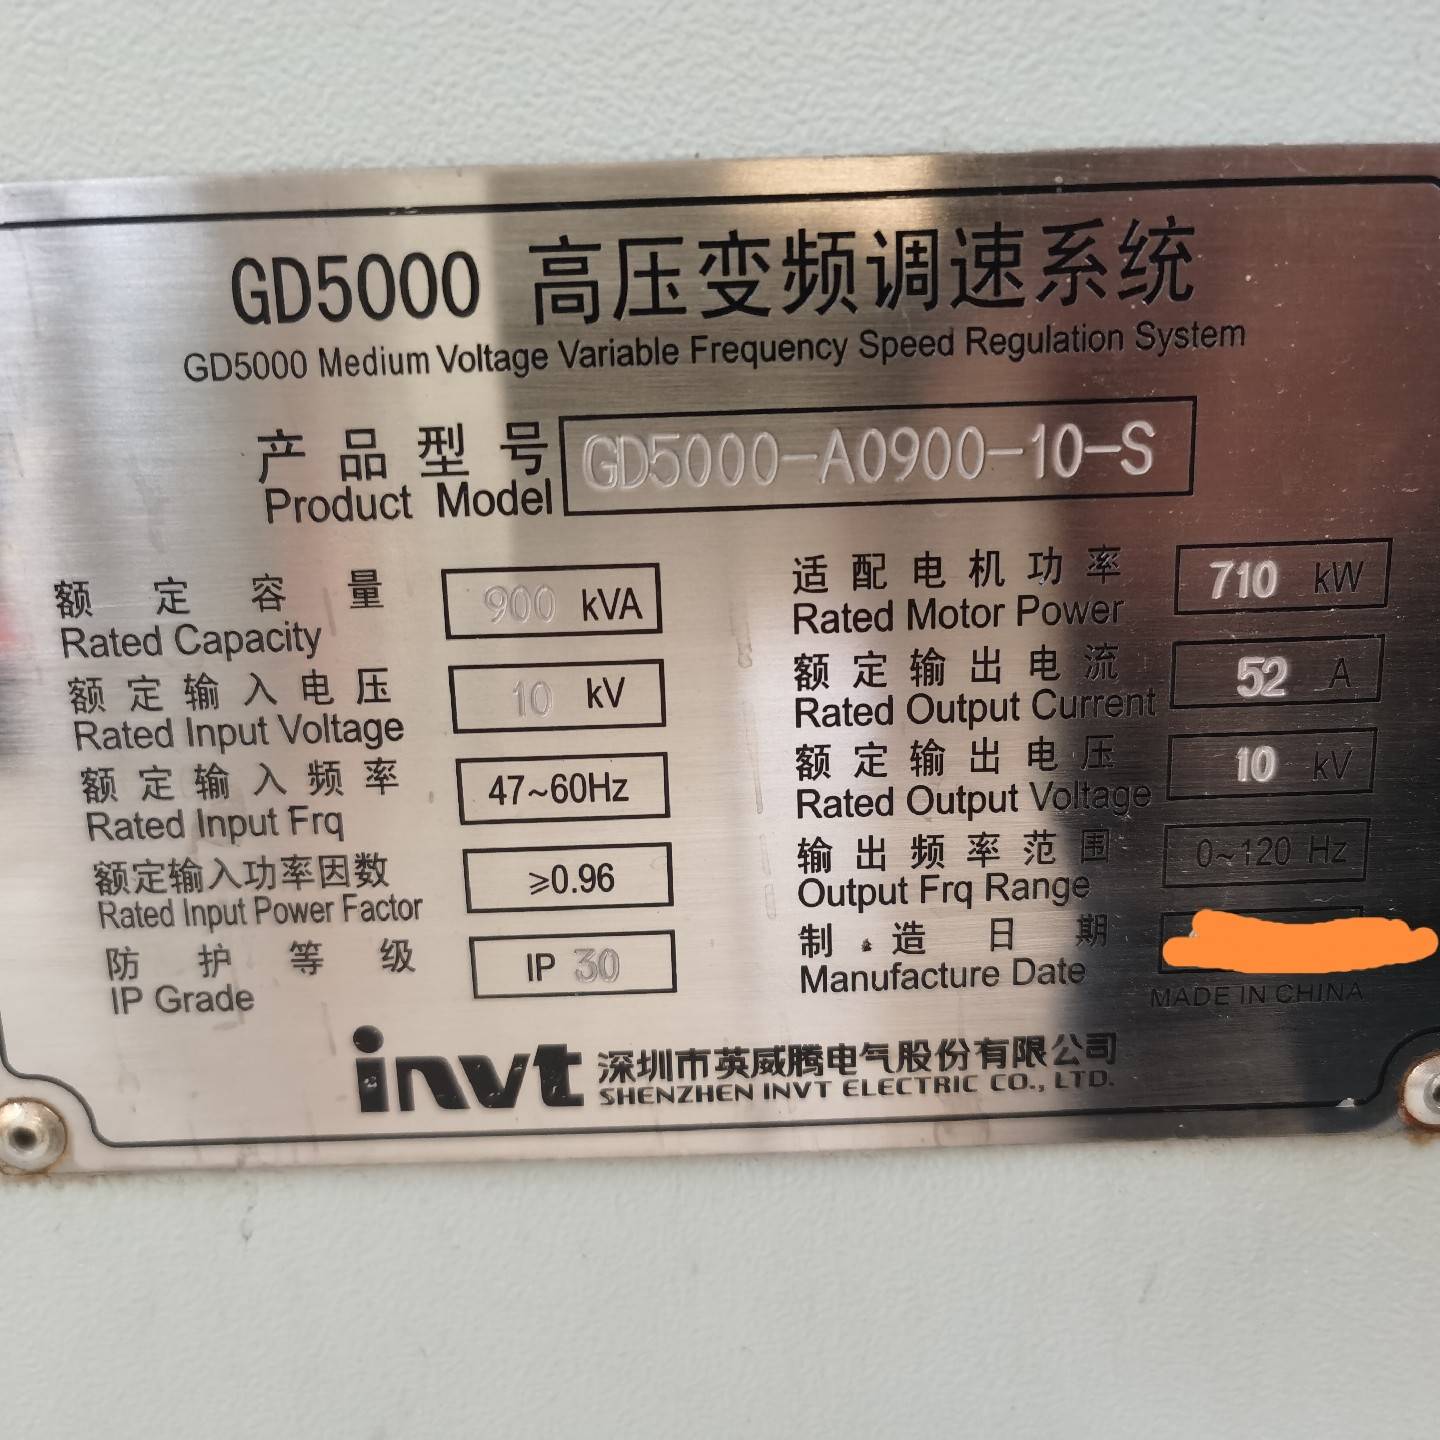 GD5000 高压变频调速系统
GD5000 Medium Voltage Variable Frequency Speed Regulation System
产品型号 GD5000-A0900-10-S
Product Model
额定容量 900 kVA
Rated Capacity
额定输入电压 10 kV
Rated Input Voltage
额定输入频率 47~60Hz
Rated Input Frq
额定输入功率因数 ≥0.96
Rated Input Power Factor
防护等级 IP 30
IP Grade
适配电机功率 710 kW
Rated Motor Power
额定输出电流 52 A
Rated Output Current
额定输出电压 10 kV
Rated Output Voltage
输出频率范围 0~120 Hz
Output Frq Range
制造日期
Manufacture Date
MADE IN CHINA
invt 深圳市英威腾电气股份有限公司
SHENZHEN INVT ELECTRIC CO., LTD.